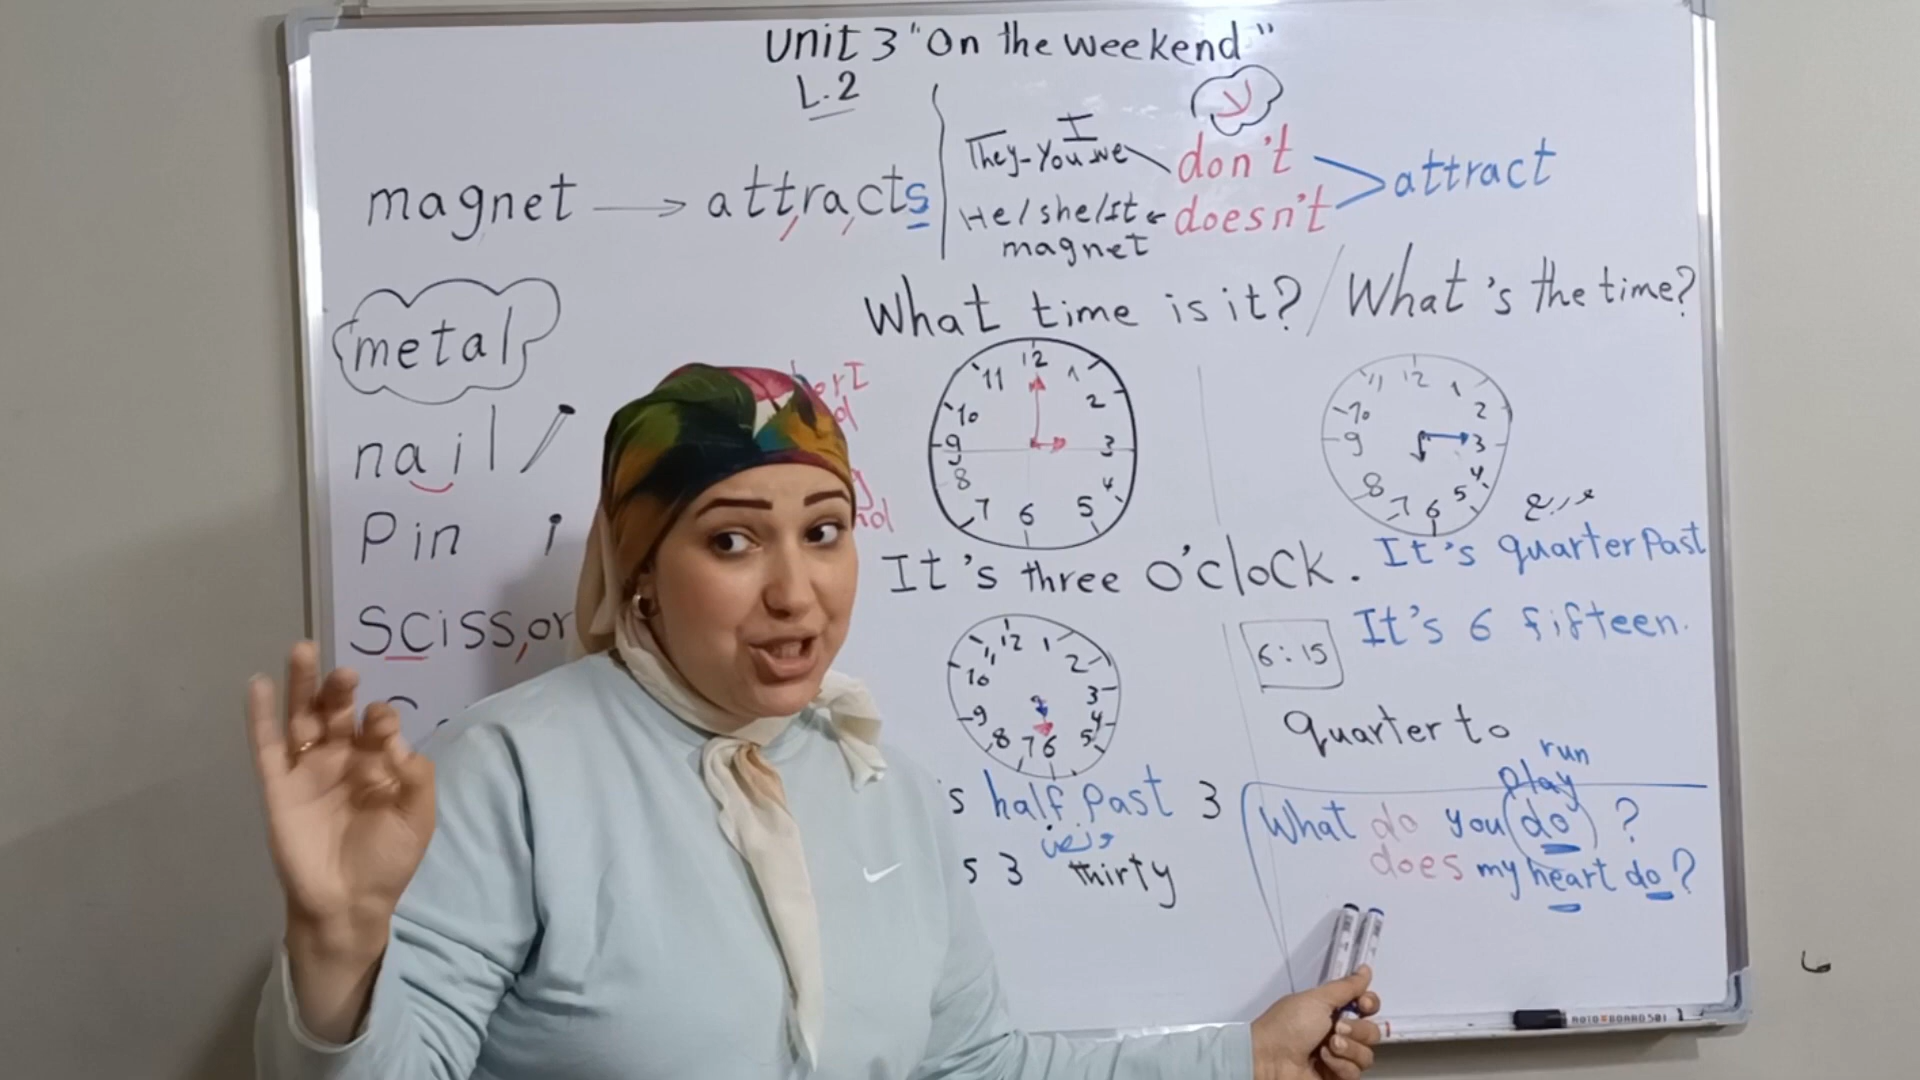 Unit 3 "On the weekend"
L.2
magnet → attracts
I
They-You we
don't
He/she/It
doesn't
magnet
لا
attract
What time is it? / What's the time?
metal
nail
Pin
Scissor
12
1
2
3
4
5
6
7
8
9
10
11
It's three o'clock.
12
1
2
3
4
5
6
7
8
9
10
11
It's quarter Past
It's 6 fifteen.
6:15
quarter to
12
1
2
3
4
5
6
7
8
9
10
11
's half past 3
s 3 thirty
run
play
What do you do ?
does my heart do?